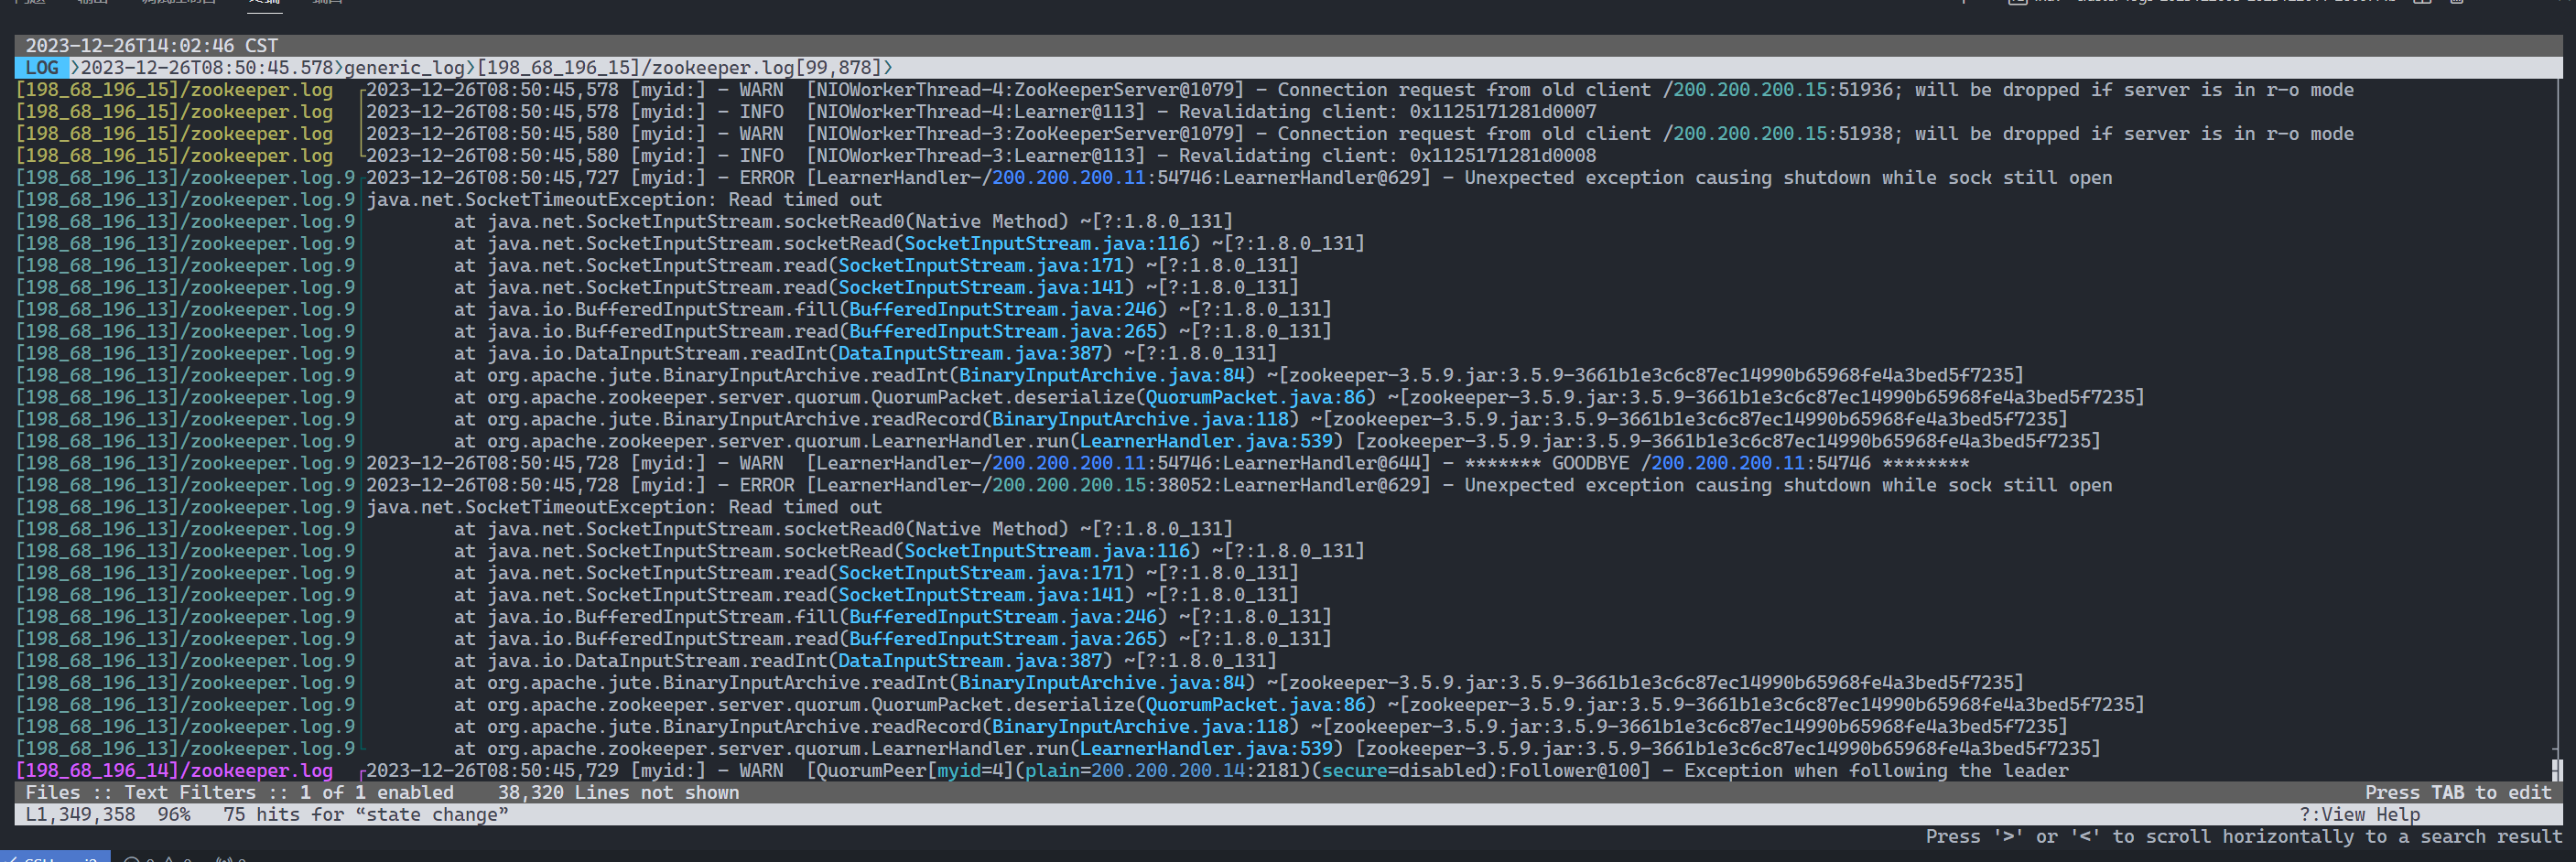 2023-12-26T14:02:46 CST
LOG 〉2023-12-26T08:50:45.578〉generic_log〉[198_68_196_15]/zookeeper.log[99,878]〉
[198_68_196_15]/zookeeper.log 2023-12-26T08:50:45,578 [myid:] - WARN [NIOWorkerThread-4:ZooKeeperServer@1079] - Connection request from old client /200.200.200.15:51936; will be dropped if server is in r-o mode
[198_68_196_15]/zookeeper.log 2023-12-26T08:50:45,578 [myid:] - INFO [NIOWorkerThread-4:Learner@113] - Revalidating client: 0x1125171281d0007
[198_68_196_15]/zookeeper.log 2023-12-26T08:50:45,580 [myid:] - WARN [NIOWorkerThread-3:ZooKeeperServer@1079] - Connection request from old client /200.200.200.15:51938; will be dropped if server is in r-o mode
[198_68_196_15]/zookeeper.log 2023-12-26T08:50:45,580 [myid:] - INFO [NIOWorkerThread-3:Learner@113] - Revalidating client: 0x1125171281d0008
[198_68_196_13]/zookeeper.log.9 2023-12-26T08:50:45,727 [myid:] - ERROR [LearnerHandler-/200.200.200.11:54746:LearnerHandler@629] - Unexpected exception causing shutdown while sock still open
[198_68_196_13]/zookeeper.log.9 java.net.SocketTimeoutException: Read timed out
[198_68_196_13]/zookeeper.log.9 at java.net.SocketInputStream.socketRead0(Native Method) ~[?:1.8.0_131]
[198_68_196_13]/zookeeper.log.9 at java.net.SocketInputStream.socketRead(SocketInputStream.java:116) ~[?:1.8.0_131]
[198_68_196_13]/zookeeper.log.9 at java.net.SocketInputStream.read(SocketInputStream.java:171) ~[?:1.8.0_131]
[198_68_196_13]/zookeeper.log.9 at java.net.SocketInputStream.read(SocketInputStream.java:141) ~[?:1.8.0_131]
[198_68_196_13]/zookeeper.log.9 at java.io.BufferedInputStream.fill(BufferedInputStream.java:246) ~[?:1.8.0_131]
[198_68_196_13]/zookeeper.log.9 at java.io.BufferedInputStream.read(BufferedInputStream.java:265) ~[?:1.8.0_131]
[198_68_196_13]/zookeeper.log.9 at java.io.DataInputStream.readInt(DataInputStream.java:387) ~[?:1.8.0_131]
[198_68_196_13]/zookeeper.log.9 at org.apache.jute.BinaryInputArchive.readInt(BinaryInputArchive.java:84) ~[zookeeper-3.5.9.jar:3.5.9-3661b1e3c6c87ec14990b65968fe4a3bed5f7235]
[198_68_196_13]/zookeeper.log.9 at org.apache.zookeeper.server.quorum.QuorumPacket.deserialize(QuorumPacket.java:86) ~[zookeeper-3.5.9.jar:3.5.9-3661b1e3c6c87ec14990b65968fe4a3bed5f7235]
[198_68_196_13]/zookeeper.log.9 at org.apache.jute.BinaryInputArchive.readRecord(BinaryInputArchive.java:118) ~[zookeeper-3.5.9.jar:3.5.9-3661b1e3c6c87ec14990b65968fe4a3bed5f7235]
[198_68_196_13]/zookeeper.log.9 at org.apache.zookeeper.server.quorum.LearnerHandler.run(LearnerHandler.java:539) [zookeeper-3.5.9.jar:3.5.9-3661b1e3c6c87ec14990b65968fe4a3bed5f7235]
[198_68_196_13]/zookeeper.log.9 2023-12-26T08:50:45,728 [myid:] - WARN [LearnerHandler-/200.200.200.11:54746:LearnerHandler@644] - ******* GOODBYE /200.200.200.11:54746 ********
[198_68_196_13]/zookeeper.log.9 2023-12-26T08:50:45,728 [myid:] - ERROR [LearnerHandler-/200.200.200.15:38052:LearnerHandler@629] - Unexpected exception causing shutdown while sock still open
[198_68_196_13]/zookeeper.log.9 java.net.SocketTimeoutException: Read timed out
[198_68_196_13]/zookeeper.log.9 at java.net.SocketInputStream.socketRead0(Native Method) ~[?:1.8.0_131]
[198_68_196_13]/zookeeper.log.9 at java.net.SocketInputStream.socketRead(SocketInputStream.java:116) ~[?:1.8.0_131]
[198_68_196_13]/zookeeper.log.9 at java.net.SocketInputStream.read(SocketInputStream.java:171) ~[?:1.8.0_131]
[198_68_196_13]/zookeeper.log.9 at java.net.SocketInputStream.read(SocketInputStream.java:141) ~[?:1.8.0_131]
[198_68_196_13]/zookeeper.log.9 at java.io.BufferedInputStream.fill(BufferedInputStream.java:246) ~[?:1.8.0_131]
[198_68_196_13]/zookeeper.log.9 at java.io.BufferedInputStream.read(BufferedInputStream.java:265) ~[?:1.8.0_131]
[198_68_196_13]/zookeeper.log.9 at java.io.DataInputStream.readInt(DataInputStream.java:387) ~[?:1.8.0_131]
[198_68_196_13]/zookeeper.log.9 at org.apache.jute.BinaryInputArchive.readInt(BinaryInputArchive.java:84) ~[zookeeper-3.5.9.jar:3.5.9-3661b1e3c6c87ec14990b65968fe4a3bed5f7235]
[198_68_196_13]/zookeeper.log.9 at org.apache.zookeeper.server.quorum.QuorumPacket.deserialize(QuorumPacket.java:86) ~[zookeeper-3.5.9.jar:3.5.9-3661b1e3c6c87ec14990b65968fe4a3bed5f7235]
[198_68_196_13]/zookeeper.log.9 at org.apache.jute.BinaryInputArchive.readRecord(BinaryInputArchive.java:118) ~[zookeeper-3.5.9.jar:3.5.9-3661b1e3c6c87ec14990b65968fe4a3bed5f7235]
[198_68_196_13]/zookeeper.log.9 at org.apache.zookeeper.server.quorum.LearnerHandler.run(LearnerHandler.java:539) [zookeeper-3.5.9.jar:3.5.9-3661b1e3c6c87ec14990b65968fe4a3bed5f7235]
[198_68_196_14]/zookeeper.log 2023-12-26T08:50:45,729 [myid:] - WARN [QuorumPeer[myid=4](plain=200.200.200.14:2181)(secure=disabled):Follower@100] - Exception when following the leader
Files :: Text Filters :: 1 of 1 enabled 38,320 Lines not shown Press TAB to edit
L1,349,358 96% 75 hits for “state change” ?:View Help
Press '>' or '<' to scroll horizontally to a search result